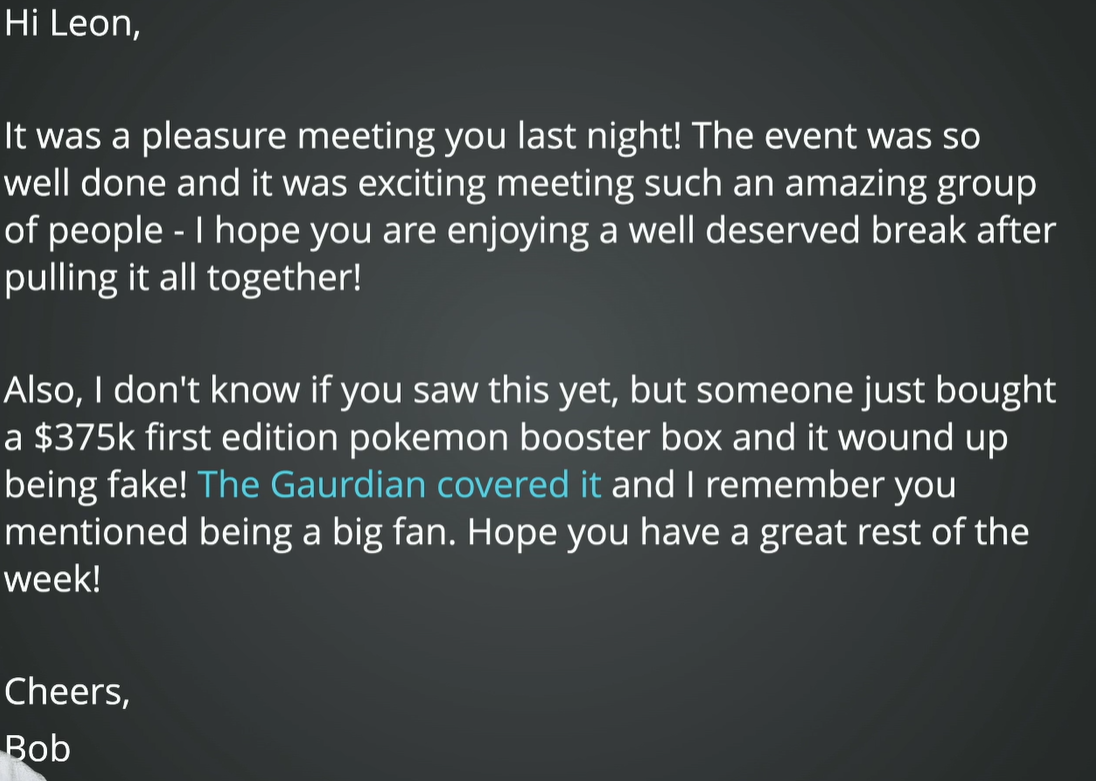 Hi Leon,
It was a pleasure meeting you last night! The event was so
well done and it was exciting meeting such an amazing group
of people - I hope you are enjoying a well deserved break after
pulling it all together!
Also, I don't know if you saw this yet, but someone just bought
a $375k first edition pokemon booster box and it wound up
being fake! The Gaurdian covered it and I remember you
mentioned being a big fan. Hope you have a great rest of the
week!
Cheers,
Bob